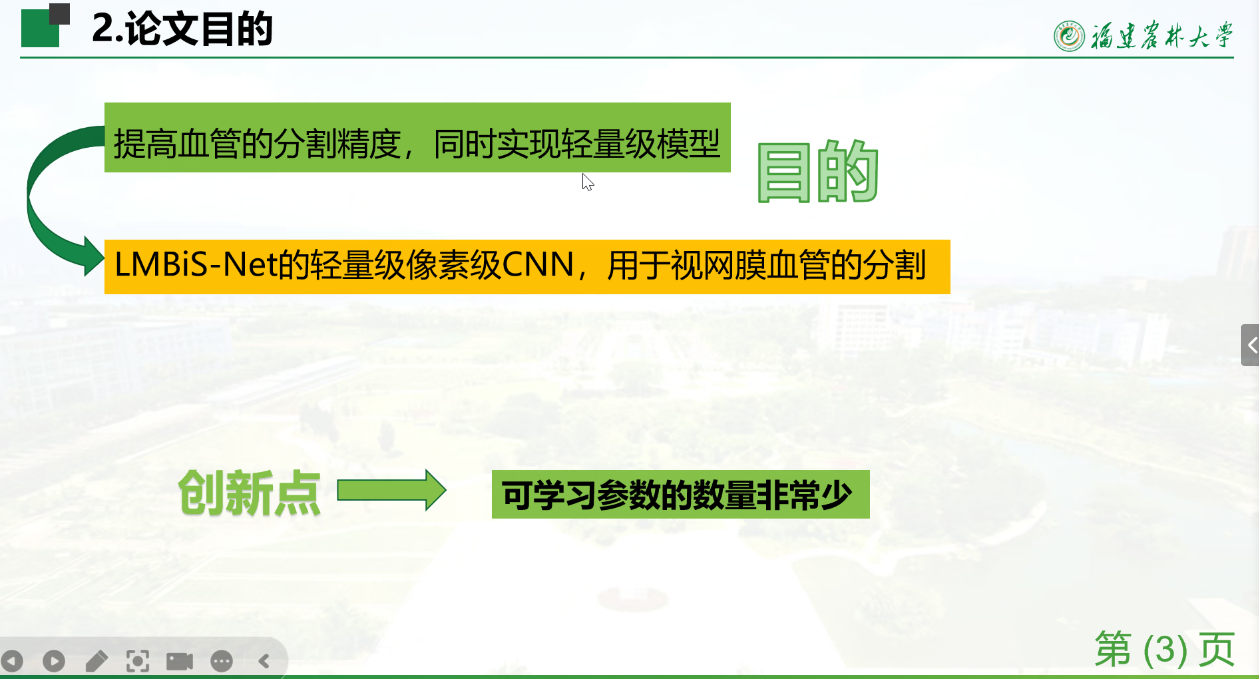 2.论文目的
福建农林大学
提高血管的分割精度，同时实现轻量级模型
目的
LMBiS-Net的轻量级像素级CNN，用于视网膜血管的分割
创新点
可学习参数的数量非常少
第 (3) 页